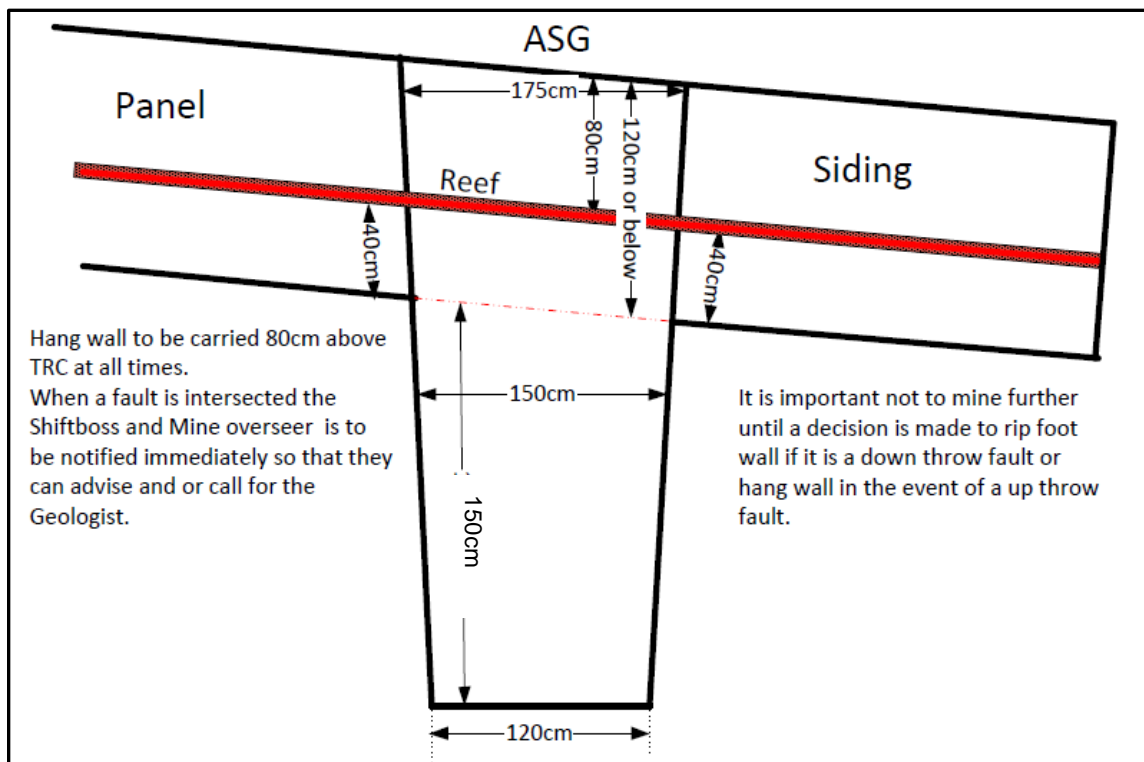 ASG
175cm
Panel
80cm
120cm or below
Siding
Reef
40cm
40cm
Hang wall to be carried 80cm above
TRC at all times.
When a fault is intersected the
Shiftboss and Mine overseer is to
be notified immediately so that they
can advise and or call for the
Geologist.
150cm
It is important not to mine further
until a decision is made to rip foot
wall if it is a down throw fault or
hang wall in the event of a up throw
fault.
150cm
120cm